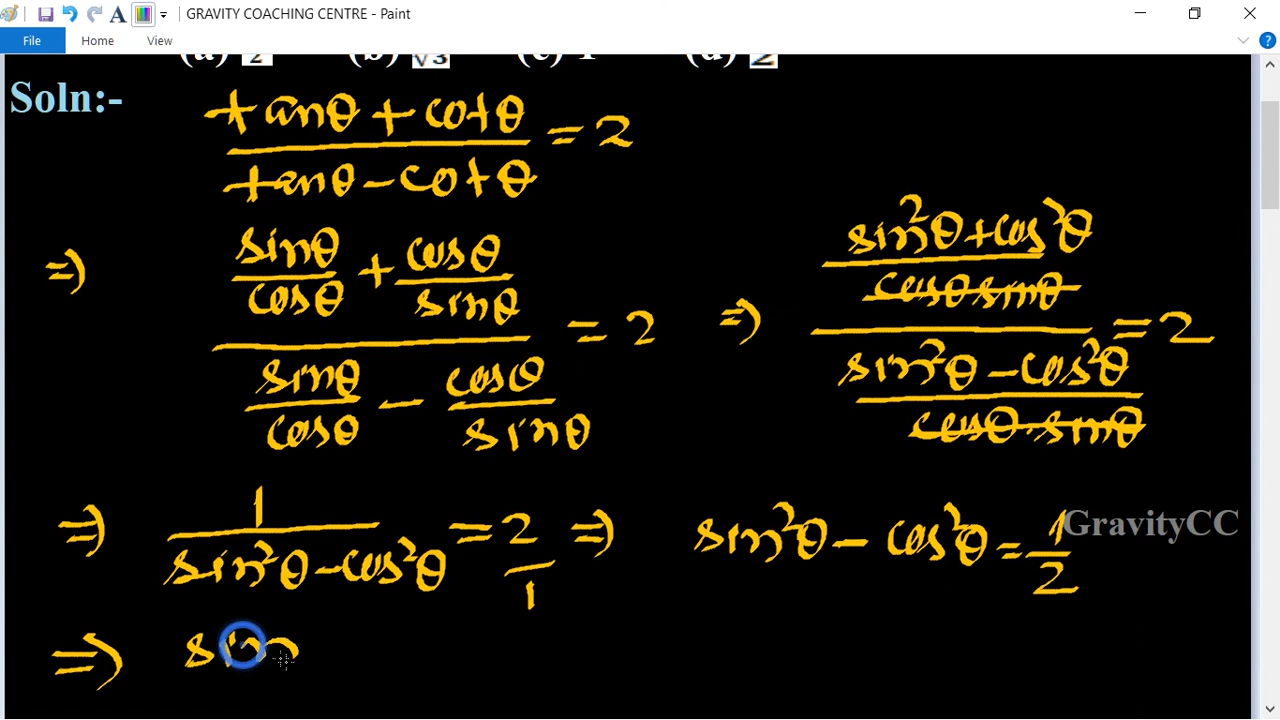 GRAVITY COACHING CENTRE - Paint
File Home View
Soln:-
tanθ + cotθ / tanθ - cotθ = 2
=> (sinθ/cosθ + cosθ/sinθ) / (sinθ/cosθ - cosθ/sinθ) = 2 => (sin²θ+cos²θ / cosθ sinθ) / (sin²θ - cos²θ / cosθ.sinθ) = 2
=> 1 / sin²θ - cos²θ = 2/1 => sin²θ - cos²θ = 1/2
GravityCC
=> sin